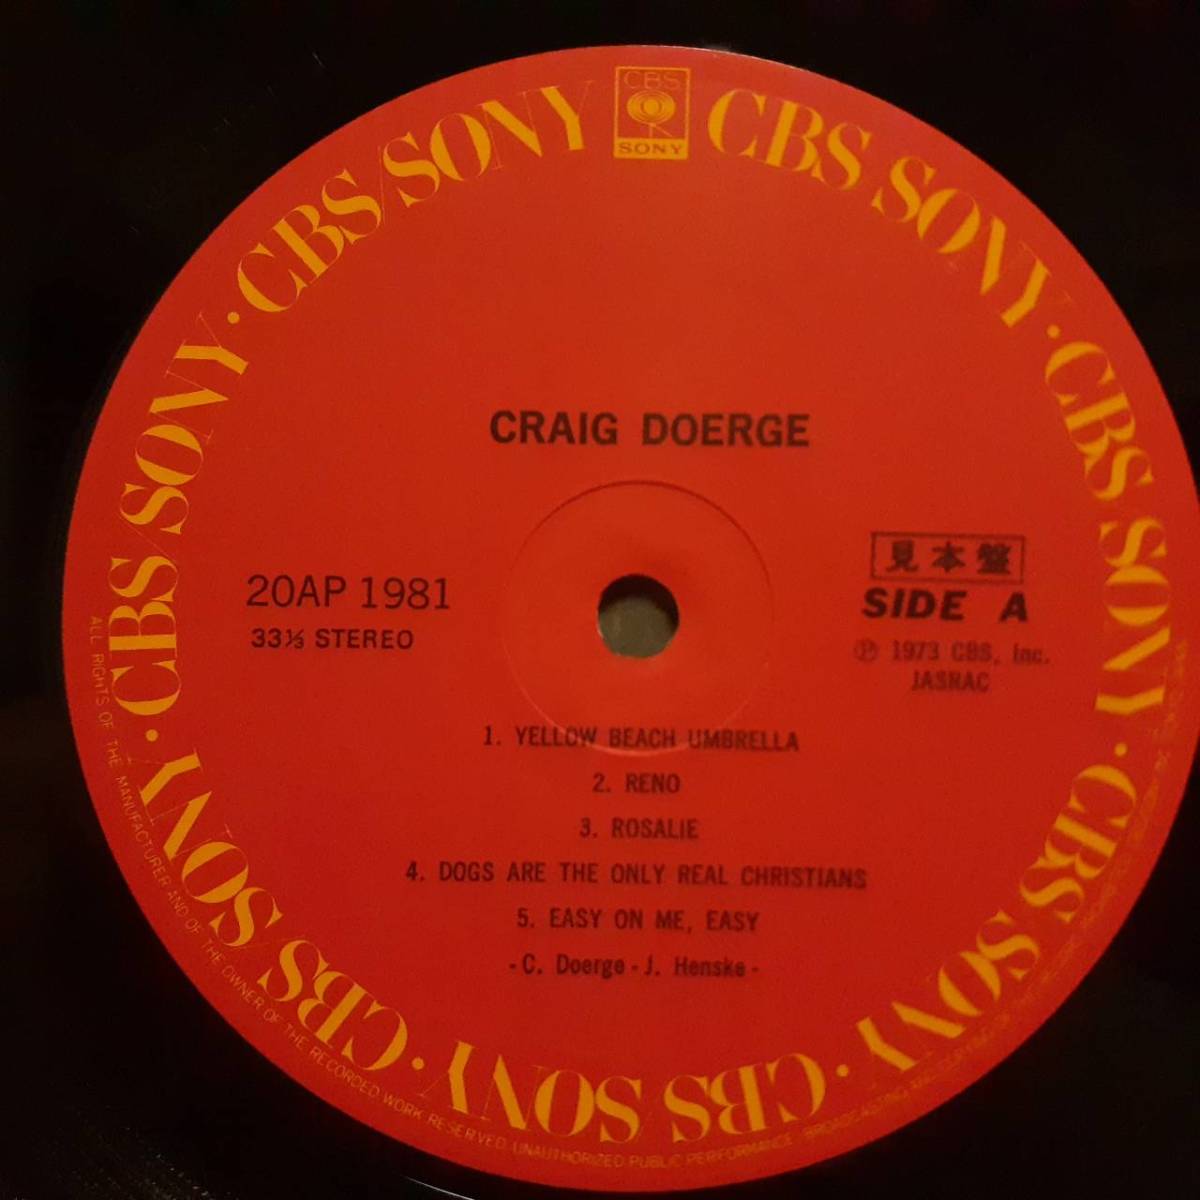 CBS
SONY
CBS SONY · CBS SONY · CBS SONY · CBS SONY · CBS SONY · CBS/SONY · CBS/SONY
CRAIG DOERGE
20AP 1981
33⅓ STEREO
見本盤
SIDE A
Ⓟ 1973 CBS, Inc.
JASRAC
1. YELLOW BEACH UMBRELLA
2. RENO
3. ROSALIE
4. DOGS ARE THE ONLY REAL CHRISTIANS
5. EASY ON ME, EASY
- C. Doerge - J. Henske -
ALL RIGHTS OF THE MANUFACTURER AND OF THE OWNER OF THE RECORDED WORK RESERVED UNAUTHORIZED PUBLIC PERFORMANCE BROADCASTING AND